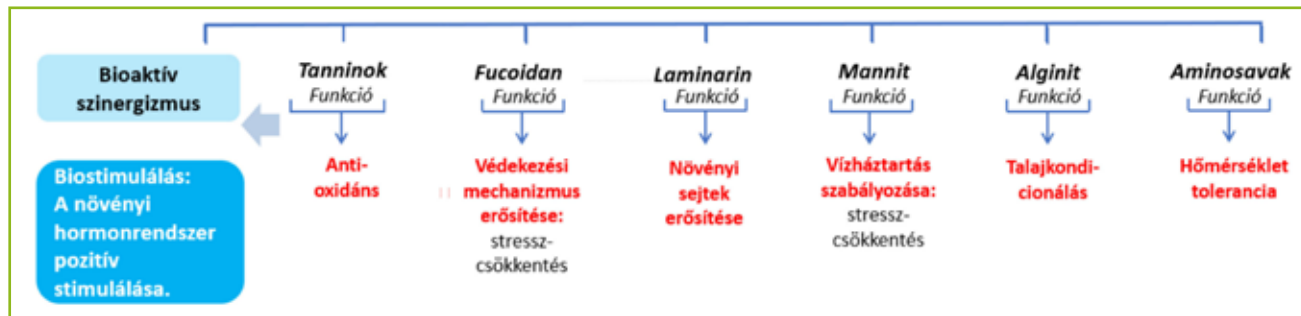 Bioaktív
szinergizmus
Biostimulálás:
A növényi
hormonrendszer
pozitív
stimulálása.
Tanninok
Funkció
Anti-
oxidáns
Fucoidan
Funkció
Védekezési
mechanizmus
erősítése:
stressz-
csökkentés
Laminarin
Funkció
Növényi
sejtek
erősítése
Mannit
Funkció
Vízháztartás
szabályozása:
stressz-
csökkentés
Alginit
Funkció
Talajkondi-
cionálás
Aminosavak
Funkció
Hőmérséklet
tolerancia